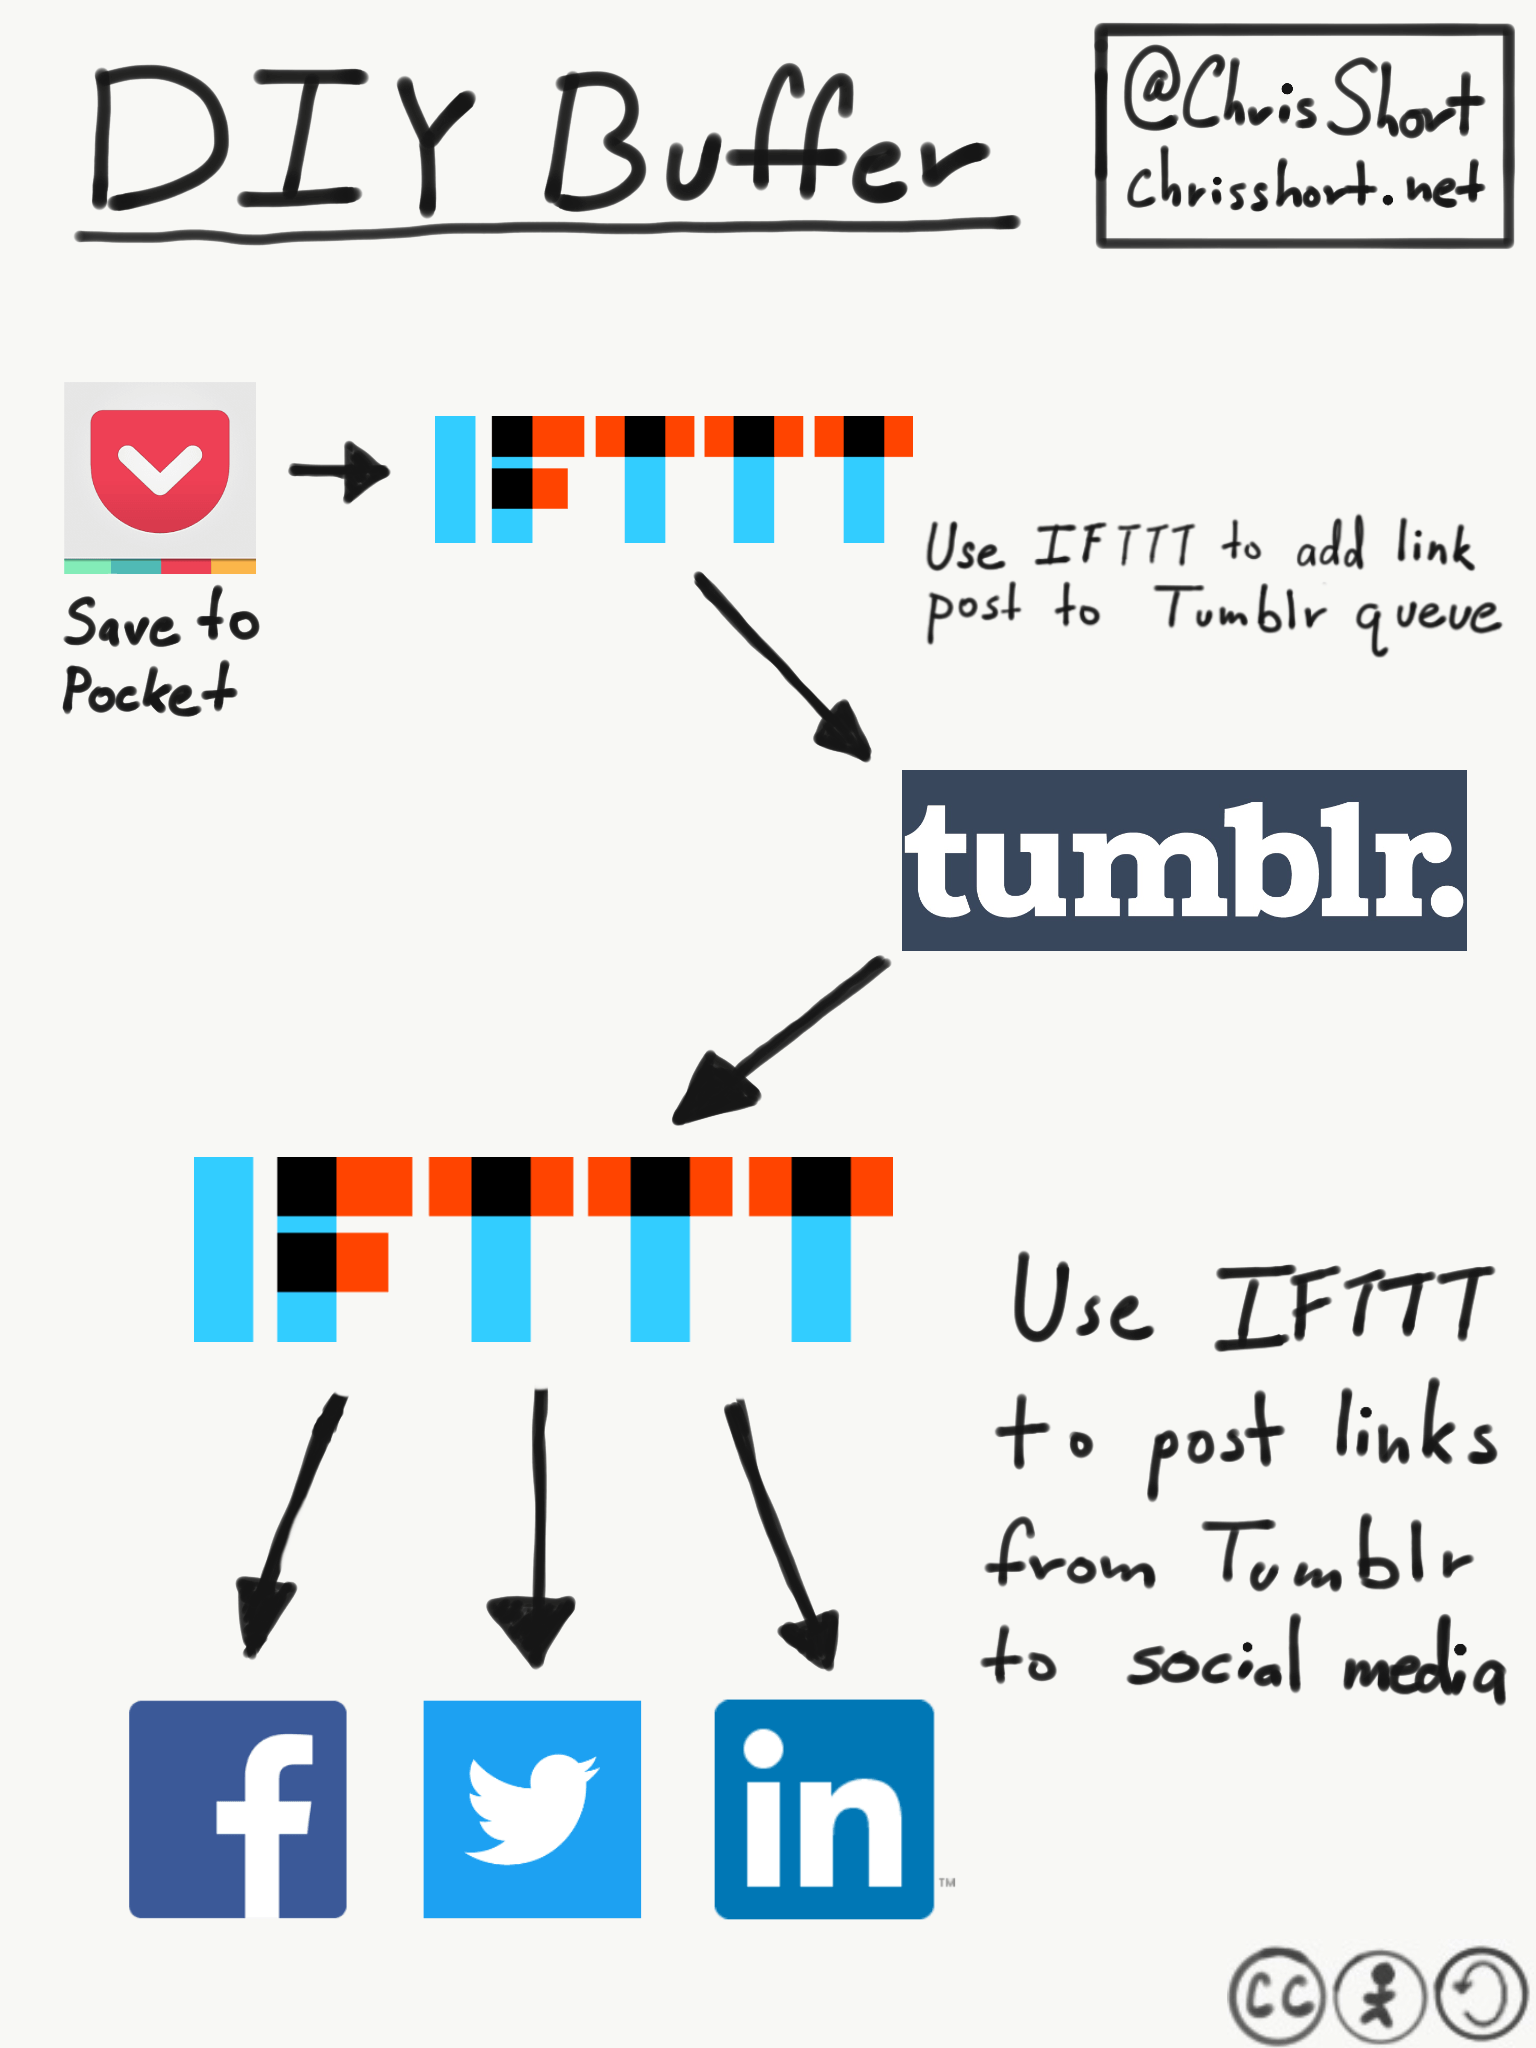 DIY Buffer
@ChrisShort
chrisshort.net
IFTTT
Save to
Pocket
Use IFTTT to add link
post to Tumblr queue
tumblr.
IFTTT
Use IFTTT
to post links
from Tumblr
to social media
f
in
TM
cc